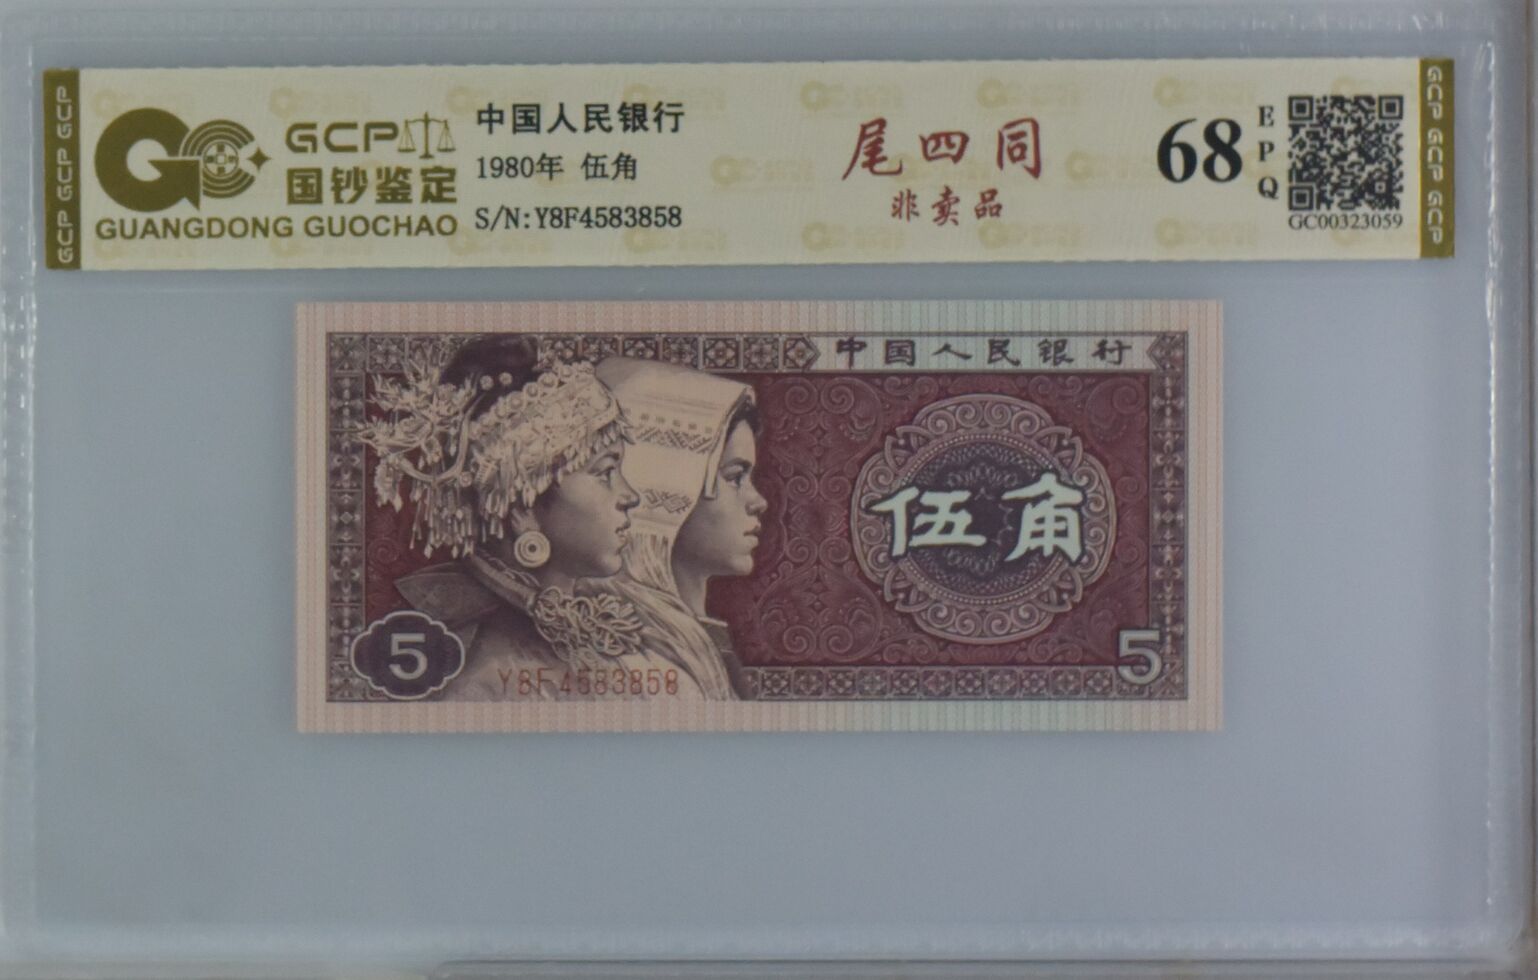 GCP
国钞鉴定
GUANGDONG GUOCHAO
中国人民银行
1980年 伍角
S/N:Y8F4583858
尾四同
非卖品
68
EPQ
GC00323059
GCP GCP GCP
GCP GCP GCP
中国人民银行
伍角
5
5
Y8F4583858